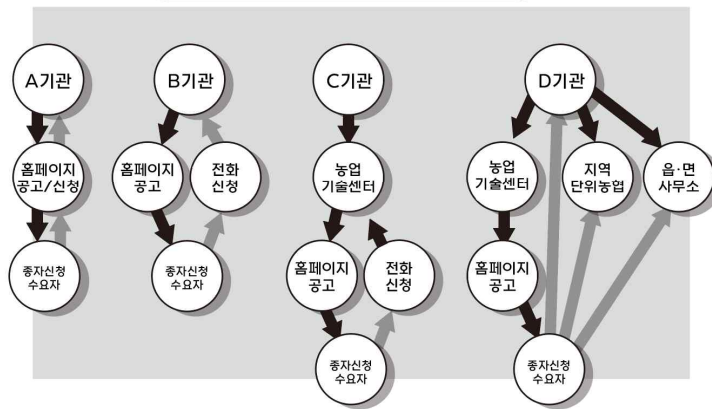 A기관
B기관
C기관
D기관
홈페이지
공고/신청
홈페이지
공고
전화
신청
농업
기술센터
농업
기술센터
지역
단위농협
읍·면
사무소
종자신청
수요자
종자신청
수요자
홈페이지
공고
전화
신청
홈페이지
공고
종자신청
수요자
종자신청
수요자